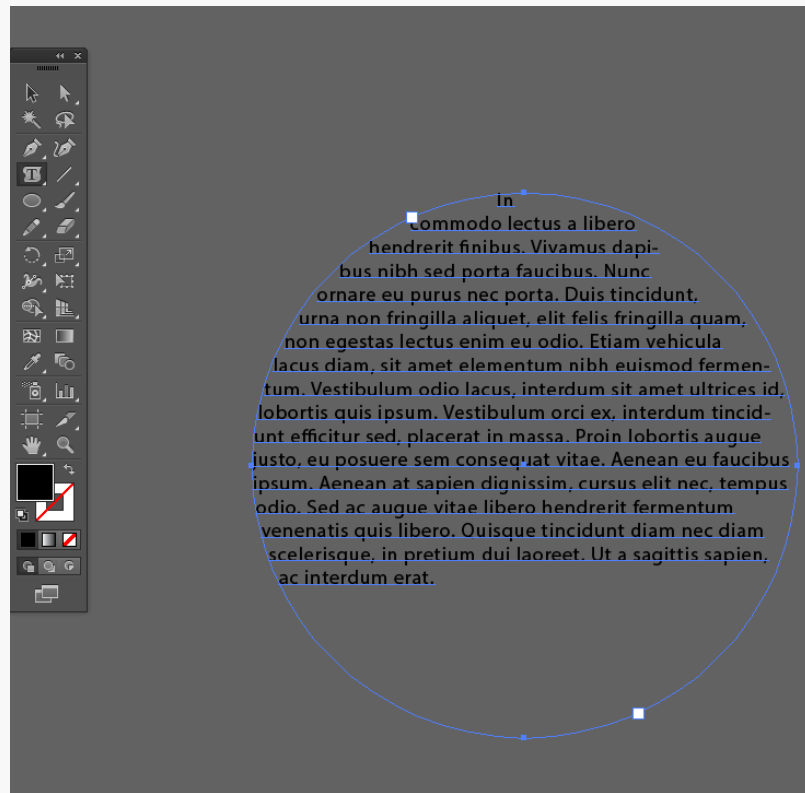 In
commodo lectus a libero
hendrerit finibus. Vivamus dapi-
bus nibh sed porta faucibus. Nunc
ornare eu purus nec porta. Duis tincidunt,
urna non fringilla aliquet, elit felis fringilla quam,
non egestas lectus enim eu odio. Etiam vehicula
lacus diam, sit amet elementum nibh euismod fermen-
tum. Vestibulum odio lacus, interdum sit amet ultrices id,
lobortis quis ipsum. Vestibulum orci ex, interdum tincid-
unt efficitur sed, placerat in massa. Proin lobortis augue
justo, eu posuere sem consequat vitae. Aenean eu faucibus
ipsum. Aenean at sapien dignissim, cursus elit nec, tempus
odio. Sed ac augue vitae libero hendrerit fermentum
venenatis quis libero. Quisque tincidunt diam nec diam
scelerisque, in pretium dui laoreet. Ut a sagittis sapien,
ac interdum erat.